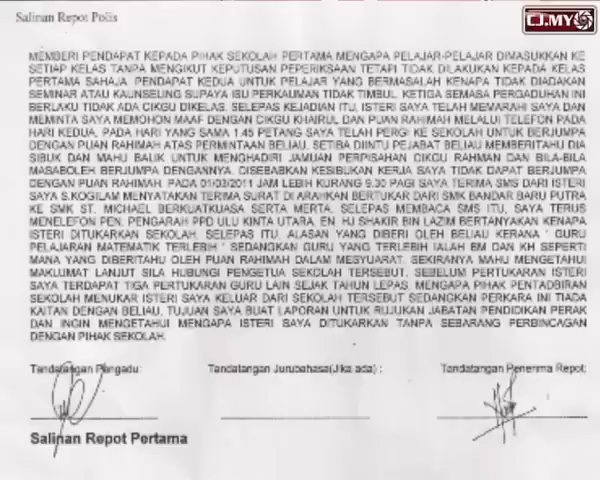 Salinan Repot Polis
CJ.MY
MEMBERI PENDAPAT KEPADA PIHAK SEKOLAH PERTAMA MENGAPA PELAJAR-PELAJAR DIMASUKKAN KE
SETIAP KELAS TANPA MENGIKUT KEPUTUSAN PEPERIKSAAN TETAPI TIDAK DILAKUKAN KEPADA KELAS
PERTAMA SAHAJA. PENDAPAT KEDUA UNTUK PELAJAR YANG BERMASALAH KENAPA TIDAK DIADAKAN
SEMINAR ATAU KAUNSELING SUPAYA ISU PERKAUMAN TIDAK TIMBUL. KETIGA SEMASA PERGADUHAN INI
BERLAKU TIDAK ADA CIKGU DIKELAS. SELEPAS KEJADIAN ITU, ISTERI SAYA TELAH MEMARAHI SAYA DAN
MEMINTA SAYA MEMOHON MAAF DENGAN CIKGU KHAIRUL DAN PUAN RAHIMAH MELALUI TELEFON PADA
HARI KEDUA. PADA HARI YANG SAMA 1.45 PETANG SAYA TELAH PERGI KE SEKOLAH UNTUK BERJUMPA
DENGAN PUAN RAHIMAH ATAS PERMINTAAN BELIAU. SETIBA DIINTU PEJABAT BELIAU MEMBERITAHU DIA
SIBUK DAN MAHU BALIK UNTUK MENGHADIRI JAMUAN PERPISAHAN CIKGU RAHMAN DAN BILA-BILA
MASABOLEH BERJUMPA DENGANNYA. DISEBABKAN KESIBUKAN KERJA SAYA TIDAK DAPAT BERJUMPA
DENGAN PUAN RAHIMAH. PADA 01/03/2011 JAM LEBIH KURANG 9.30 PAGI SAYA TERIMA SMS DARI ISTERI
SAYA S.KOGILAM MENYATAKAN TERIMA SURAT DI ARAHKAN BERTUKAR DARI SMK BANDAR BARU PUTRA
KE SMK ST. MICHAEL BERKUATKUASA SERTA MERTA. SELEPAS MEMBACA SMS ITU, SAYA TERUS
MENELEFON PEN. PENGARAH PPD ULU KINTA UTARA. EN HJ SHAKIR BIN LAZIM BERTANYAKAN KENAPA
ISTERI DITUKARKAN SEKOLAH. SELEPAS ITU, ALASAN YANG DIBERI OLEH BELIAU KERANA ' GURU
PELAJARAN MATEMATIK TERLEBIH ' SEDANGKAN GURU YANG TERLEBIH IALAH BM DAN KH SEPERTI
MANA YANG DIBERITAHU OLEH PUAN RAHIMAH DALAM MESYUARAT. SEKIRANYA MAHU MENGETAHUI
MAKLUMAT LANJUT SILA HUBUNGI PENGETUA SEKOLAH TERSEBUT. SEBELUM PERTUKARAN ISTERI
SAYA TERDAPAT TIGA PERTUKARAN GURU LAIN SEJAK TAHUN LEPAS. MENGAPA PIHAK PENTADBIRAN
SEKOLAH MENUKAR ISTERI SAYA KELUAR DARI SEKOLAH TERSEBUT SEDANGKAN PERKARA INI TIADA
KAITAN DENGAN BELIAU. TUJUAN SAYA BUAT LAPORAN UNTUK RUJUKAN JABATAN PENDIDIKAN PERAK
DAN INGIN MENGETAHUI MENGAPA ISTERI SAYA DITUKARKAN TANPA SEBARANG PERBINCAGAN
DENGAN PIHAK SEKOLAH.
Tandatangan Pengadu: Tandatangan Jurubahasa(Jika ada) : Tandatangan Penerima Repot:
Salinan Repot Pertama